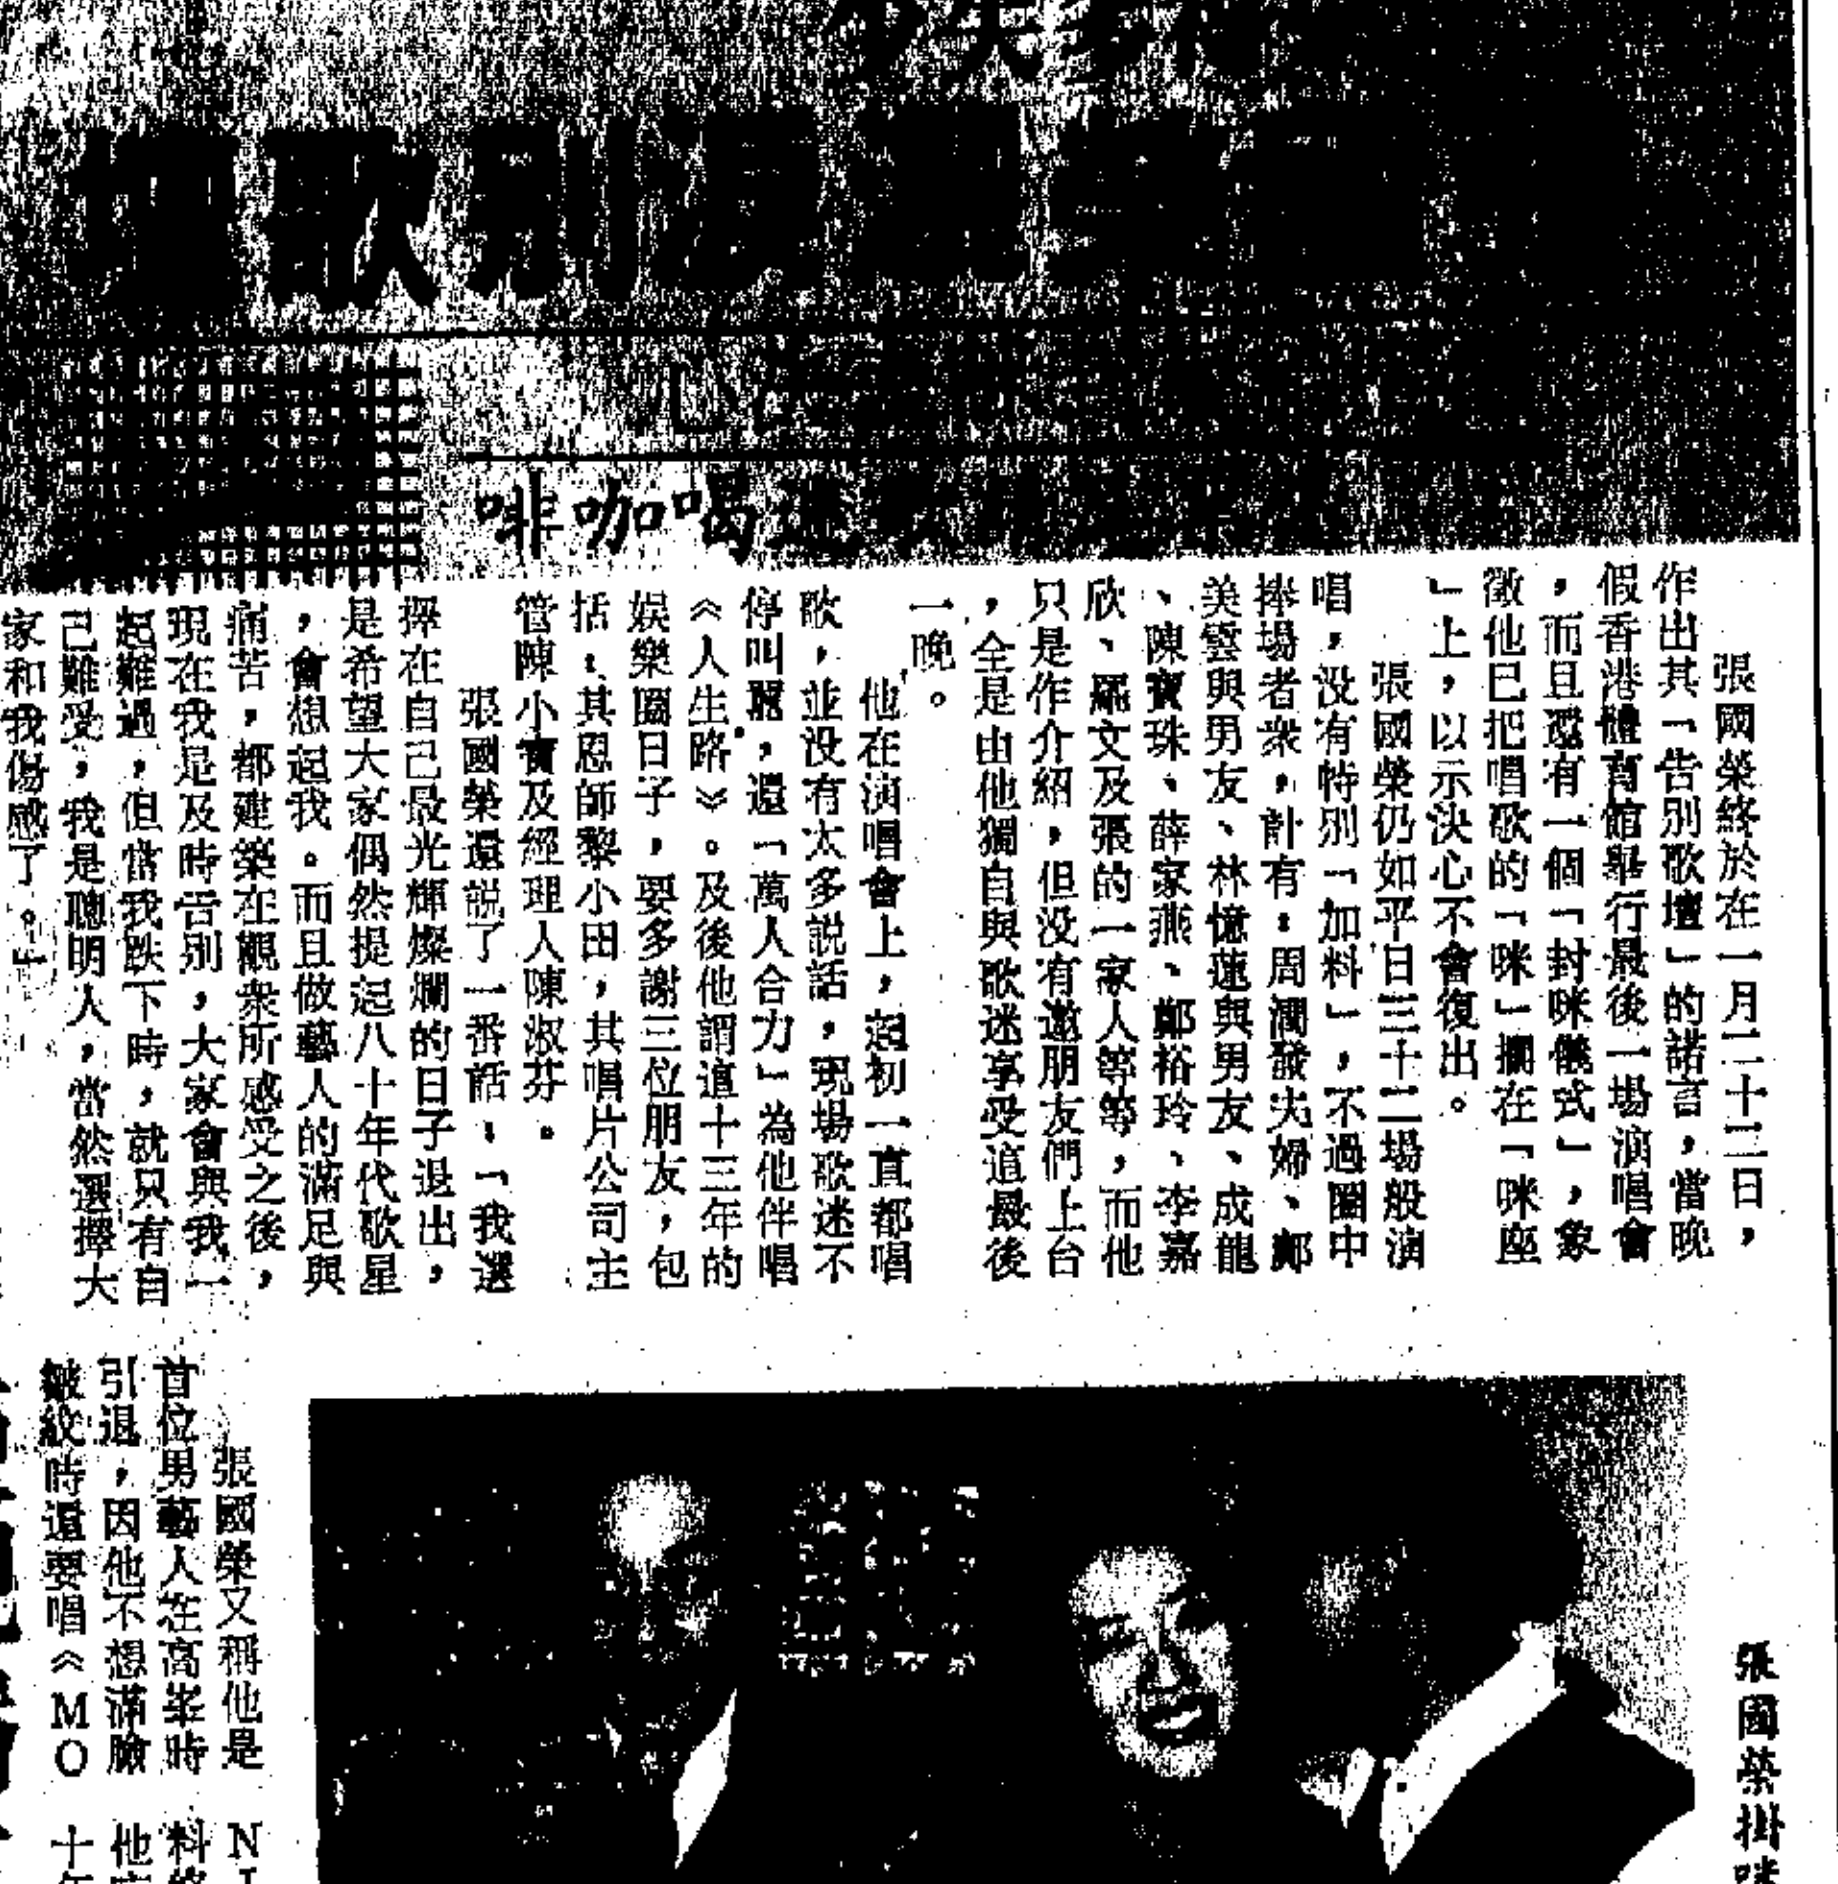 歌別淚
喝咖啡
張國榮終於在一月二十二日，
作出其「告別歌壇」的諾言，當晚
假香港體育館舉行最後一場演唱會
，而且還有一個「封咪儀式」，象
徵他已把唱歌的「咪」擱在「咪座
」上，以示決心不會復出。
張國榮仍如平日三十二場般演
唱，没有特別「加料」，不過圈中
捧場者衆，計有：周潤發夫婦、鄺
美雲與男友、林憶蓮與男友、成龍
、陳寶珠、薛家燕、鄭裕玲、李嘉
欣、羅文及張的一家人等等，而他
只是作介紹，但没有邀朋友們上台
，全是由他獨自與歌迷享受這最後
一晚。
他在演唱會上，起初一直都唱
歌，並没有太多説話，現場歌迷不
停叫囂，還「萬人合力」為他伴唱
《人生路》。及後他謂這十三年的
娱樂圈日子，要多謝三位朋友，包
括：其恩師黎小田，其唱片公司主
管陳小寶及經理人陳淑芬。
張國榮還説了一番話：「我選
擇在自己最光輝燦爛的日子退出，
是希望大家偶然提起八十年代歌星
，會想起我。而且做藝人的滿足與
痛苦，都建築在觀衆所感受之後，
現在我是及時告別，大家會與我一
起難過，但當我跌下時，就只有自
己難受，我是聰明人，當然選擇大
家和我傷感了。」
張國榮又稱他是
首位男藝人在高峯時
引退，因他不想滿臉
皺紋時還要唱《MO
N
料
他
十
張國榮掛咪